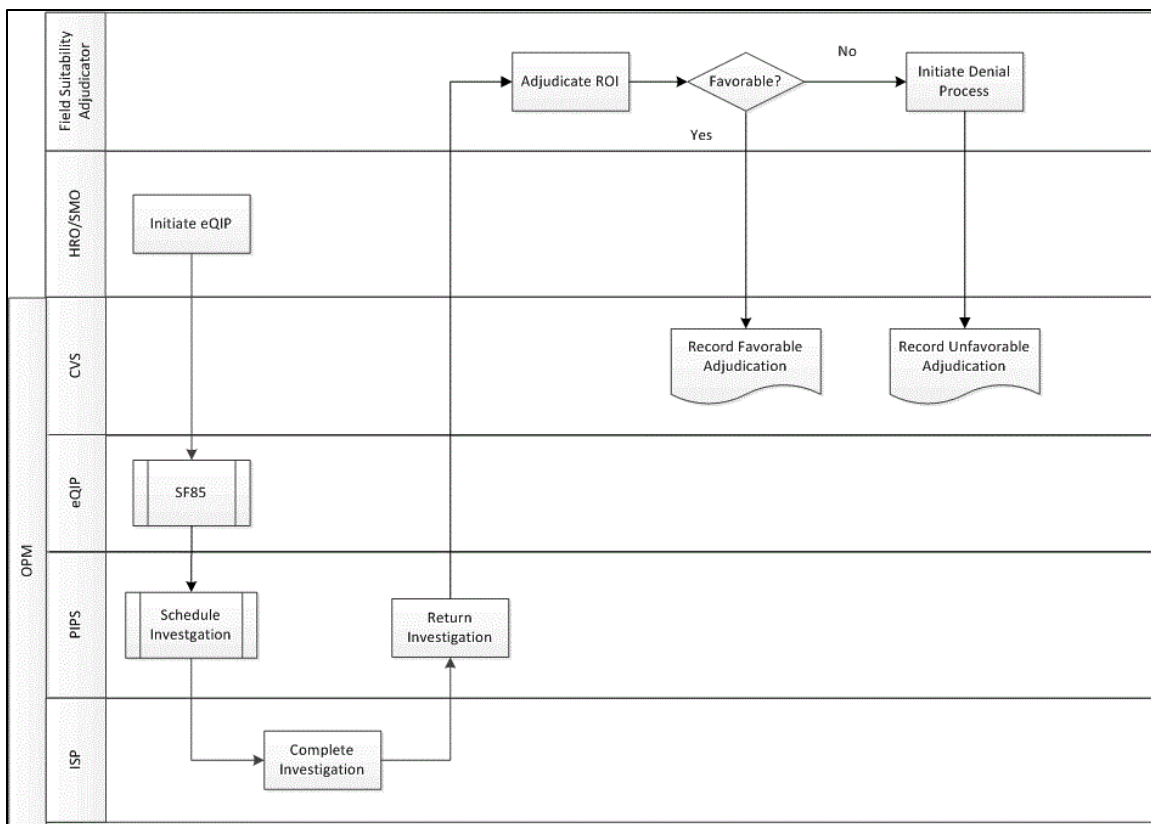 Field Suitability
Adjudicator
Adjudicate ROI
Favorable?
No
Initiate Denial
Process
Yes
HRO/SMO
Initiate eQIP
OPM
CVS
Record Favorable
Adjudication
Record Unfavorable
Adjudication
eQIP
SF85
PIPS
Schedule
Investgation
Return
Investigation
ISP
Complete
Investigation